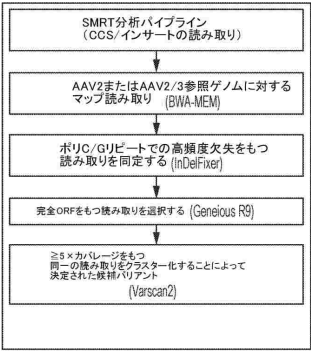 SMRT分析パイプライン
(CCS/インサートの読み取り)
AAV2またはAAV2/3参照ゲノムに対する
マップ読み取り (BWA-MEM)
ポリC/Gリピートでの高頻度欠失をもつ
読み取りを同定する (InDelFixer)
完全ORFをもつ読み取りを選択する (Geneious R9)
≧5×カバレージをもつ
同一の読み取りをクラスター化することによって
決定された候補バリアント
(Varscan2)